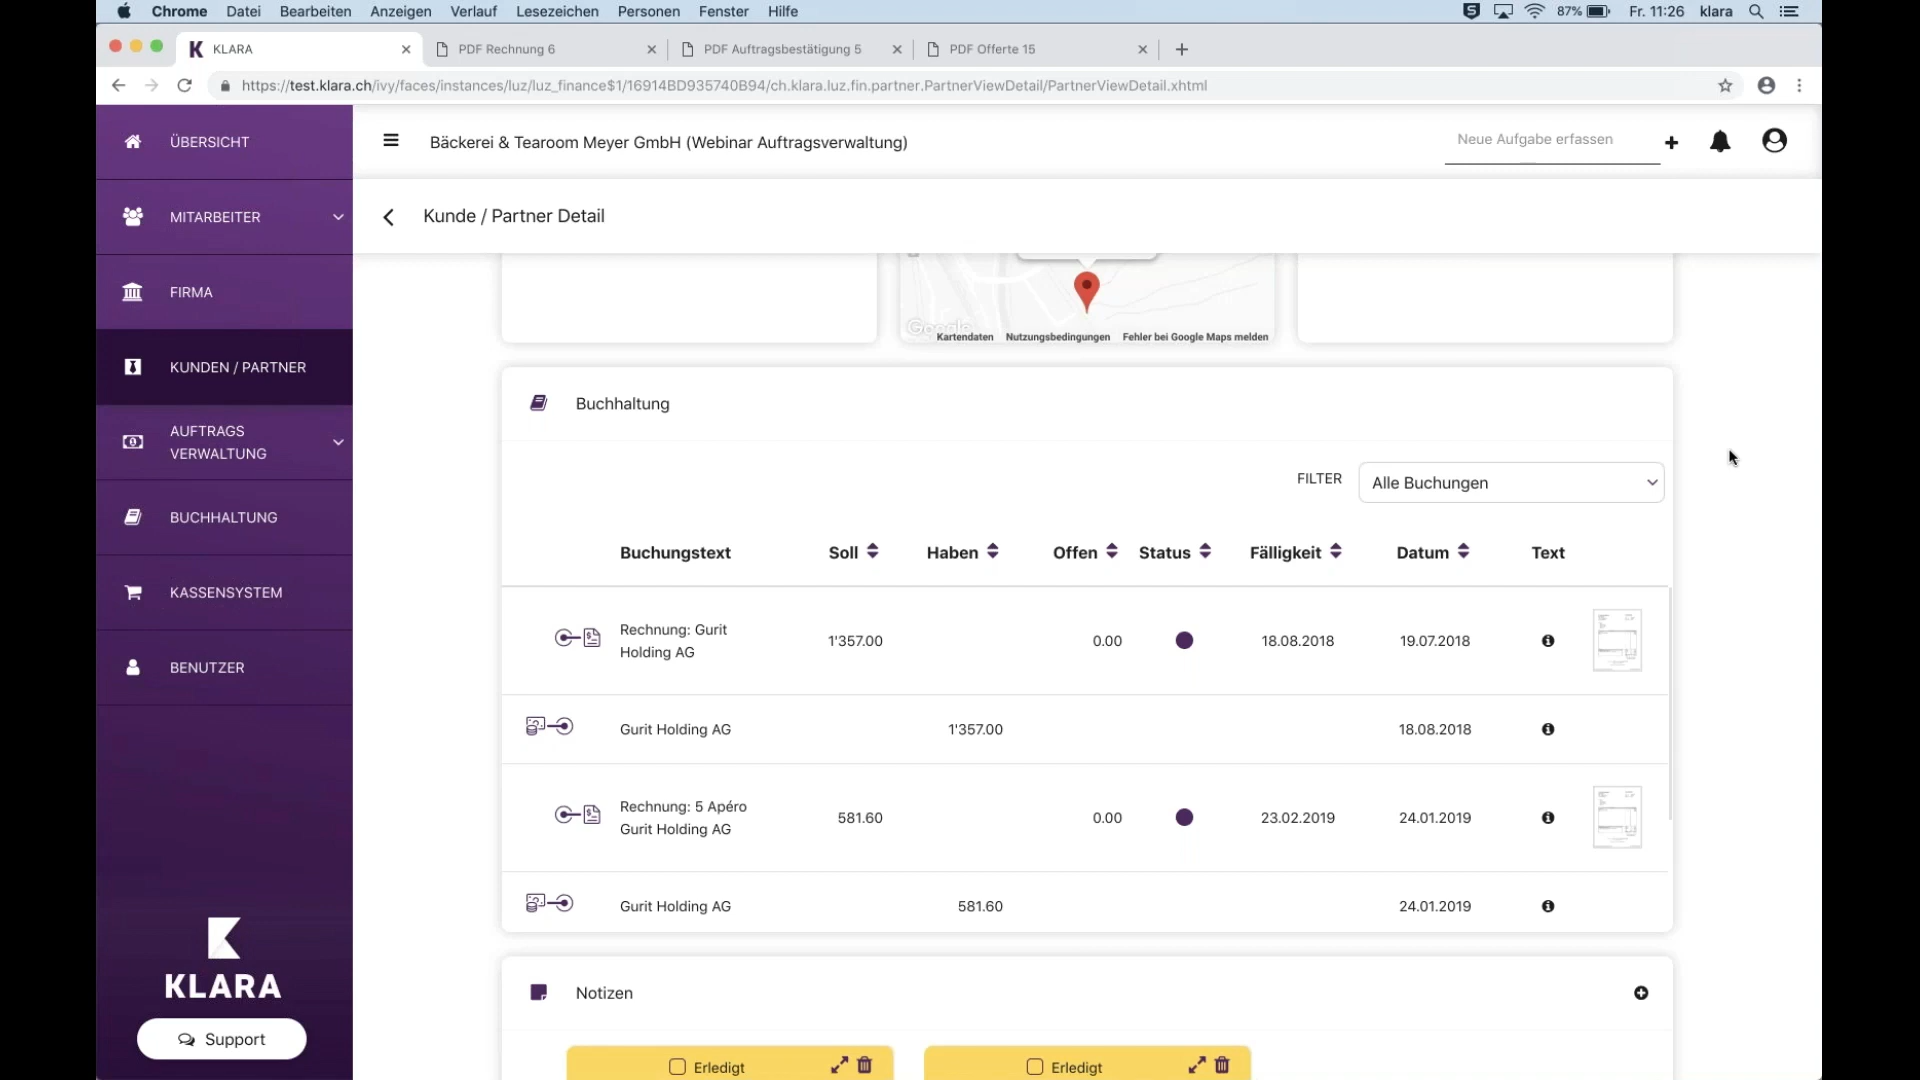 Chrome Datei Bearbeiten Anzeigen Verlauf Lesezeichen Personen Fenster Hilfe 87% Fr. 11:26 klara
KLARA PDF Rechnung 6 PDF Auftragsbestätigung 5 PDF Offerte 15
https://test.klara.ch/ivy/faces/instances/luz/luz_finance$1/16914BD935740B94/ch.klara.luz.fin.partner.PartnerViewDetail/PartnerViewDetail.xhtml
ÜBERSICHT
MITARBEITER
FIRMA
KUNDEN / PARTNER
AUFTRAGS
VERWALTUNG
BUCHHALTUNG
KASSENSYSTEM
BENUTZER
KLARA
Support
Bäckerei & Tearoom Meyer GmbH (Webinar Auftragsverwaltung)
Neue Aufgabe erfassen
Kunde / Partner Detail
Google
Kartendaten Nutzungsbedingungen Fehler bei Google Maps melden
Buchhaltung
FILTER Alle Buchungen
Buchungstext Soll Haben Offen Status Fälligkeit Datum Text
Rechnung: Gurit
Holding AG
1'357.00 0.00 18.08.2018 19.07.2018
Gurit Holding AG 1'357.00 18.08.2018
Rechnung: 5 Apéro
Gurit Holding AG
581.60 0.00 23.02.2019 24.01.2019
Gurit Holding AG 581.60 24.01.2019
Notizen
Erledigt Erledigt